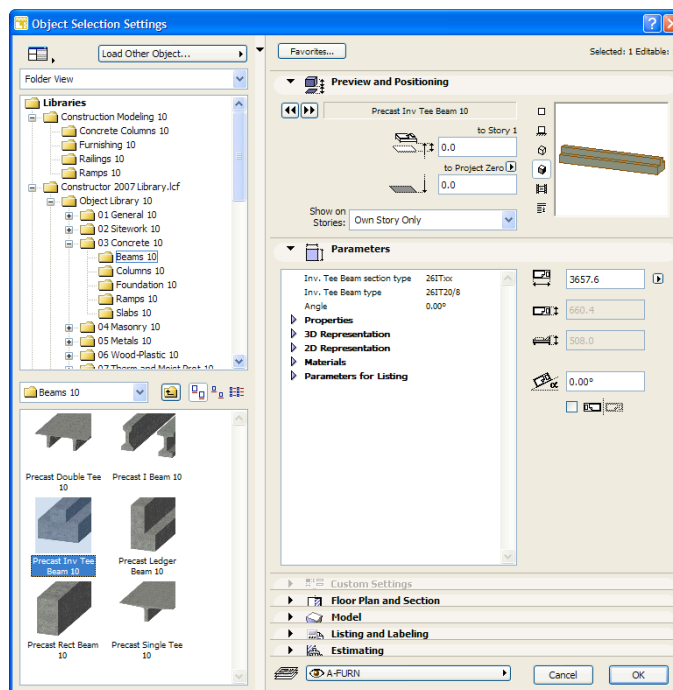 Object Selection Settings
Load Other Object...
Folder View
Libraries
Construction Modeling 10
Concrete Columns 10
Furnishing 10
Railings 10
Ramps 10
Constructor 2007 Library.lcf
Object Library 10
01 General 10
02 Sitework 10
03 Concrete 10
Beams 10
Columns 10
Foundation 10
Ramps 10
Slabs 10
04 Masonry 10
05 Metals 10
06 Wood-Plastic 10
07 Therm and Moist Prot 10
Beams 10
Precast Double Tee
10
Precast I Beam 10
Precast Inv Tee
Beam 10
Precast Ledger
Beam 10
Precast Rect Beam
10
Precast Single Tee
10
Favorites...
Selected: 1 Editable:
Preview and Positioning
Precast Inv Tee Beam 10
to Story 1
0.0
to Project Zero
0.0
Show on
Stories:
Own Story Only
Parameters
Inv. Tee Beam section type 26ITxx
Inv. Tee Beam type 26IT20/8
Angle 0.00°
Properties
3D Representation
2D Representation
Materials
Parameters for Listing
3657.6
660.4
508.0
α
0.00°
Custom Settings
Floor Plan and Section
Model
Listing and Labeling
Estimating
A-FURN
Cancel
OK